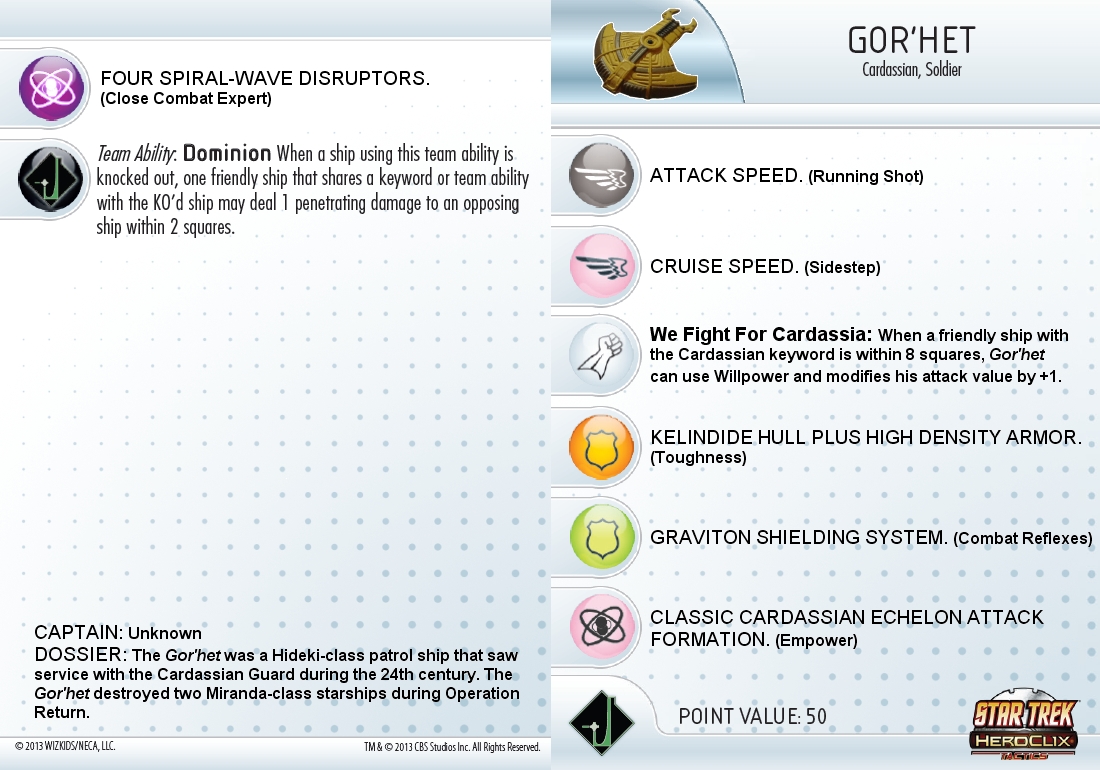 FOUR SPIRAL-WAVE DISRUPTORS.
(Close Combat Expert)
Team Ability: Dominion When a ship using this team ability is
knocked out, one friendly ship that shares a keyword or team ability
with the KO'd ship may deal 1 penetrating damage to an opposing
ship within 2 squares.
CAPTAIN: Unknown
DOSSIER: The Gor'het was a Hideki-class patrol ship that saw
service with the Cardassian Guard during the 24th century. The
Gor'het destroyed two Miranda-class starships during Operation
Return.
© 2013 WIZKIDS/NECA, LLC.
TM & © 2013 CBS Studios Inc. All Rights Reserved.
GOR'HET
Cardassian, Soldier
ATTACK SPEED. (Running Shot)
CRUISE SPEED. (Sidestep)
We Fight For Cardassia: When a friendly ship with
the Cardassian keyword is within 8 squares, Gor'het
can use Willpower and modifies his attack value by +1.
KELINDIDE HULL PLUS HIGH DENSITY ARMOR.
(Toughness)
GRAVITON SHIELDING SYSTEM. (Combat Reflexes)
CLASSIC CARDASSIAN ECHELON ATTACK
FORMATION. (Empower)
POINT VALUE: 50
STAR TREK
HEROCLIX
TACTICS